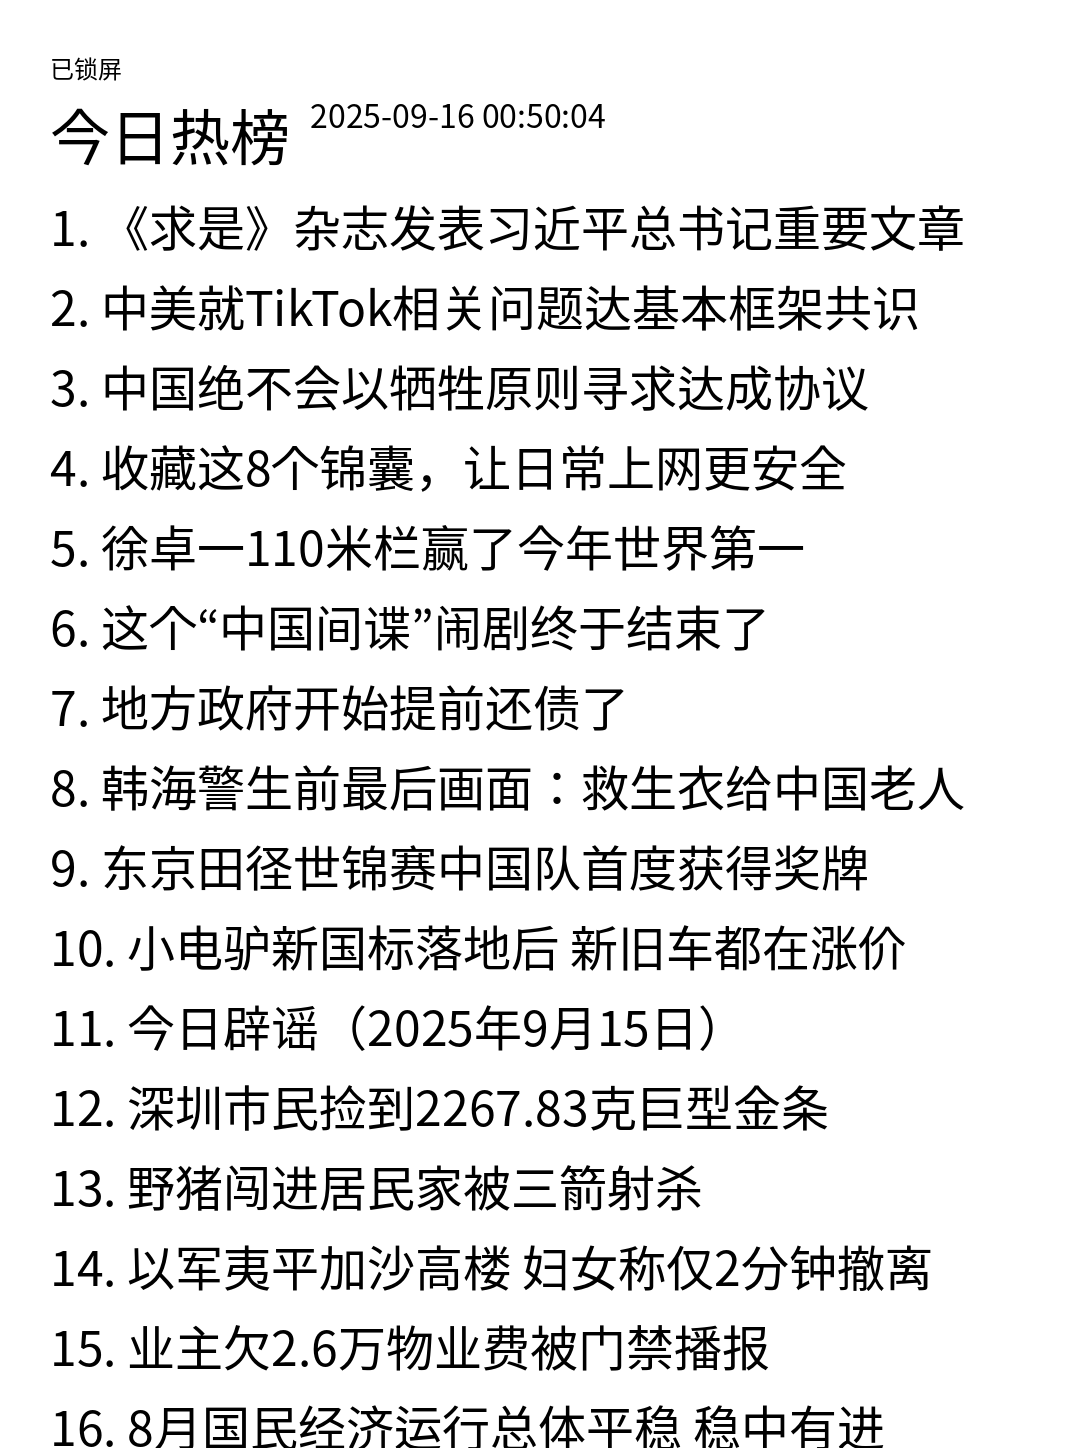 已锁屏
今日热榜 2025-09-16 00:50:04
1. 《求是》杂志发表习近平总书记重要文章
2. 中美就TikTok相关问题达基本框架共识
3. 中国绝不会以牺牲原则寻求达成协议
4. 收藏这8个锦囊，让日常上网更安全
5. 徐卓一110米栏赢了今年世界第一
6. 这个“中国间谍”闹剧终于结束了
7. 地方政府开始提前还债了
8. 韩海警生前最后画面：救生衣给中国老人
9. 东京田径世锦赛中国队首度获得奖牌
10. 小电驴新国标落地后 新旧车都在涨价
11. 今日辟谣（2025年9月15日）
12. 深圳市民捡到2267.83克巨型金条
13. 野猪闯进居民家被三箭射杀
14. 以军夷平加沙高楼 妇女称仅2分钟撤离
15. 业主欠2.6万物业费被门禁播报
16. 8月国民经济运行总体平稳 稳中有进